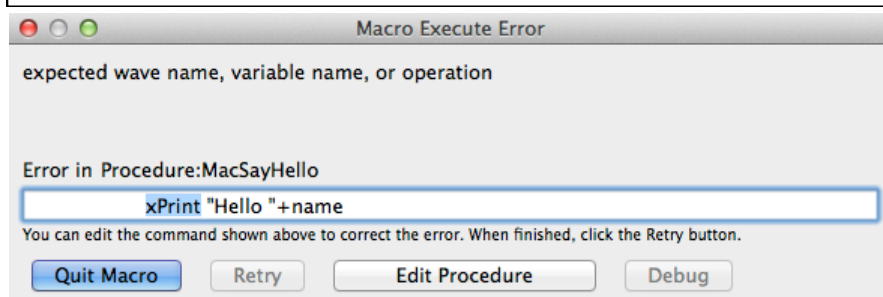 Macro Execute Error
expected wave name, variable name, or operation
Error in Procedure:MacSayHello
xPrint "Hello "+name
You can edit the command shown above to correct the error. When finished, click the Retry button.
Quit Macro Retry Edit Procedure Debug